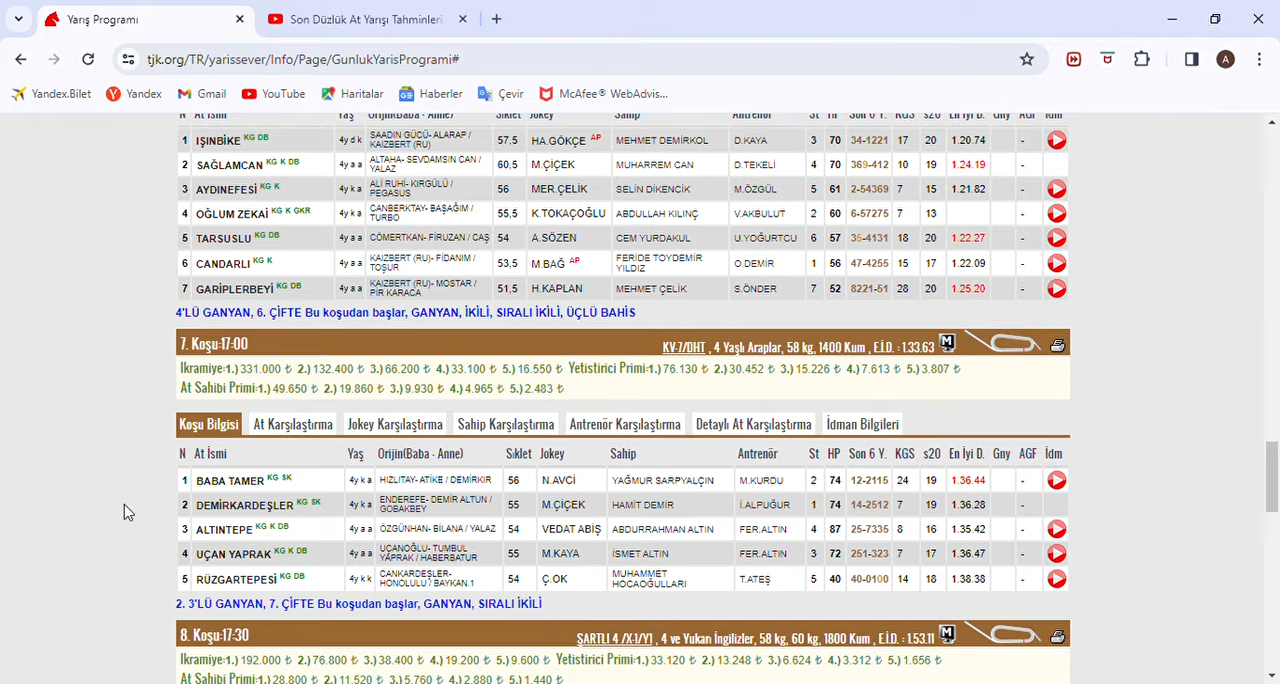 Yarış Programı
Son Düzlük At Yarışı Tahminleri
tjk.org/TR/yarissever/Info/Page/GunlukYarisProgrami#
A
Yandex.Bilet Yandex Gmail YouTube Haritalar Haberler Çevir McAfee® WebAdvis...
N At İsmi Yaş Orijin(Baba - Anne) Sıklet Jokey Sahip Antrenör St HP Son 6 Y. KGS s20 En İyi D. Gny AGF İdm
1 IŞINBİKE KG DB 4y d k SAADIN GÜCÜ- ALARAP / KAIZBERT (RU) 57,5 HA.GÖKÇE AP MEHMET DEMİRKOL D.KAYA 3 70 34-1221 17 20 1.20.74 -
2 SAĞLAMCAN KG K DB 4y a a ALTAHA- SEVDAMSIN CAN / YALAZ 60,5 M.ÇİÇEK MUHARREM CAN D.TEKELİ 4 70 369-412 10 19 1.24.19 -
3 AYDINEFESİ KG K 4y k a ALİ RUHİ- KIRGÜLÜ / PEGASUS 56 MER.ÇELİK SELİN DİKENCİK M.ÖZGÜL 5 61 2-54369 7 15 1.21.82 -
4 OĞLUM ZEKAİ KG K GKR 4y k a CANBERKTAY- BAŞAĞIM / TURBO 55,5 K.TOKAÇOĞLU ABDULLAH KILINÇ V.AKBULUT 2 60 6-57275 7 13 -
5 TARSUSLU KG DB 4y a a CÖMERTKAN- FİRUZAN / CAŞ 54 A.SÖZEN CEM YURDAKUL U.YOĞURTCU 6 57 35-4131 18 20 1.22.27 -
6 CANDARLI KG K 4y a a KAIZBERT (RU)- FİDANIM / TOŞUR 53,5 M.BAĞ AP FERİDE TOYDEMİR YILDIZ O.DEMİR 1 56 47-4255 15 17 1.22.09 -
7 GARİPLERBEYİ KG DB 4y a a KAIZBERT (RU)- MOSTAR / PİR KARACA 51,5 H.KAPLAN MEHMET ÇELİK S.ÖNDER 7 52 8221-51 28 20 1.25.20 -
4'LÜ GANYAN, 6. ÇİFTE Bu koşudan başlar, GANYAN, İKİLİ, SIRALI İKİLİ, ÜÇLÜ BAHİS
7. Koşu:17:00 KV-7/DHT , 4 Yaşlı Araplar, 58 kg, 1400 Kum , E.İ.D. : 1.33.63 M
İkramiye:1.) 331.000 ₺ 2.) 132.400 ₺ 3.) 66.200 ₺ 4.) 33.100 ₺ 5.) 16.550 ₺ Yetistirici Primi:1.) 76.130 ₺ 2.) 30.452 ₺ 3.) 15.226 ₺ 4.) 7.613 ₺ 5.) 3.807 ₺
At Sahibi Primi:1.) 49.650 ₺ 2.) 19.860 ₺ 3.) 9.930 ₺ 4.) 4.965 ₺ 5.) 2.483 ₺
Koşu Bilgisi At Karşılaştırma Jokey Karşılaştırma Sahip Karşılaştırma Antrenör Karşılaştırma Detaylı At Karşılaştırma İdman Bilgileri
N At İsmi Yaş Orijin(Baba - Anne) Sıklet Jokey Sahip Antrenör St HP Son 6 Y. KGS s20 En İyi D. Gny AGF İdm
1 BABA TAMER KG SK 4y k a HIZLITAY- ATİKE / DEMİRKIR 56 N.AVCİ YAĞMUR SARPYALÇIN M.KURDU 2 74 12-2115 24 19 1.36.44 -
2 DEMİRKARDEŞLER KG SK 4y k a ENDEREFE- DEMİR ALTUN / GOBAKBEY 55 M.ÇİÇEK HAMİT DEMİR İ.ALPUĞUR 1 74 14-2512 7 19 1.36.28 -
3 ALTINTEPE KG K DB 4y a a ÖZGÜNHAN- BİLANA / YALAZ 54 VEDAT ABİŞ ABDURRAHMAN ALTIN FER.ALTIN 4 87 25-7335 8 16 1.35.42 -
4 UÇAN YAPRAK KG K DB 4y a a UÇANOĞLU- TUMBUL YAPRAK / HABERBATUR 55 M.KAYA İSMET ALTIN FER.ALTIN 3 72 251-323 7 17 1.36.47 -
5 RÜZGARTEPESİ KG DB 4y k k CANKARDEŞLER- HONOLULU / BAYKAN.1 54 Ç.OK MUHAMMET HOCAOĞULLARI T.ATEŞ 5 40 40-0100 14 18 1.38.38 -
2. 3'LÜ GANYAN, 7. ÇİFTE Bu koşudan başlar, GANYAN, SIRALI İKİLİ
8. Koşu:17:30 ŞARTLI 4 /X-1/Y1 , 4 ve Yukarı İngilizler, 58 kg, 60 kg, 1800 Kum , E.İ.D. : 1.53.11 M
İkramiye:1.) 192.000 ₺ 2.) 76.800 ₺ 3.) 38.400 ₺ 4.) 19.200 ₺ 5.) 9.600 ₺ Yetistirici Primi:1.) 33.120 ₺ 2.) 13.248 ₺ 3.) 6.624 ₺ 4.) 3.312 ₺ 5.) 1.656 ₺
At Sahibi Primi:1.) 28.800 ₺ 2.) 11.520 ₺ 3.) 5.760 ₺ 4.) 2.880 ₺ 5.) 1.440 ₺